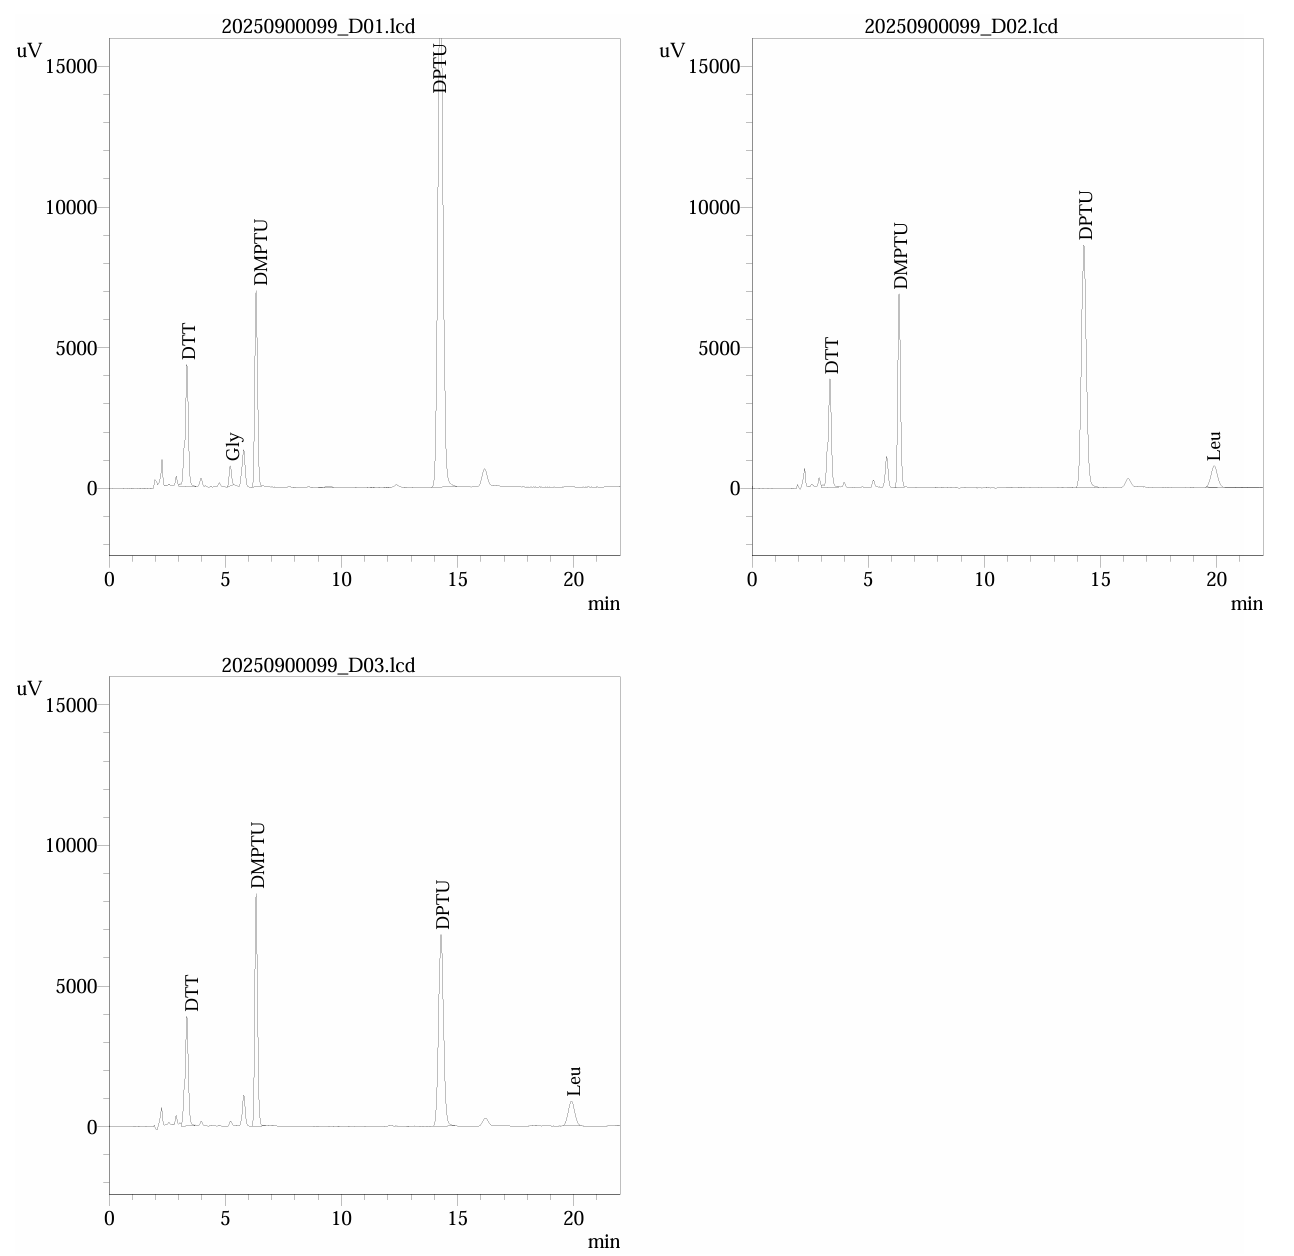 20250900099_D01.lcd
uV
15000
10000
5000
0
DTT
Gly
DMPTU
DPTU
0 5 10 15 20
min
20250900099_D02.lcd
uV
15000
10000
5000
0
DTT
DMPTU
DPTU
Leu
0 5 10 15 20
min
20250900099_D03.lcd
uV
15000
10000
5000
0
DTT
DMPTU
DPTU
Leu
0 5 10 15 20
min